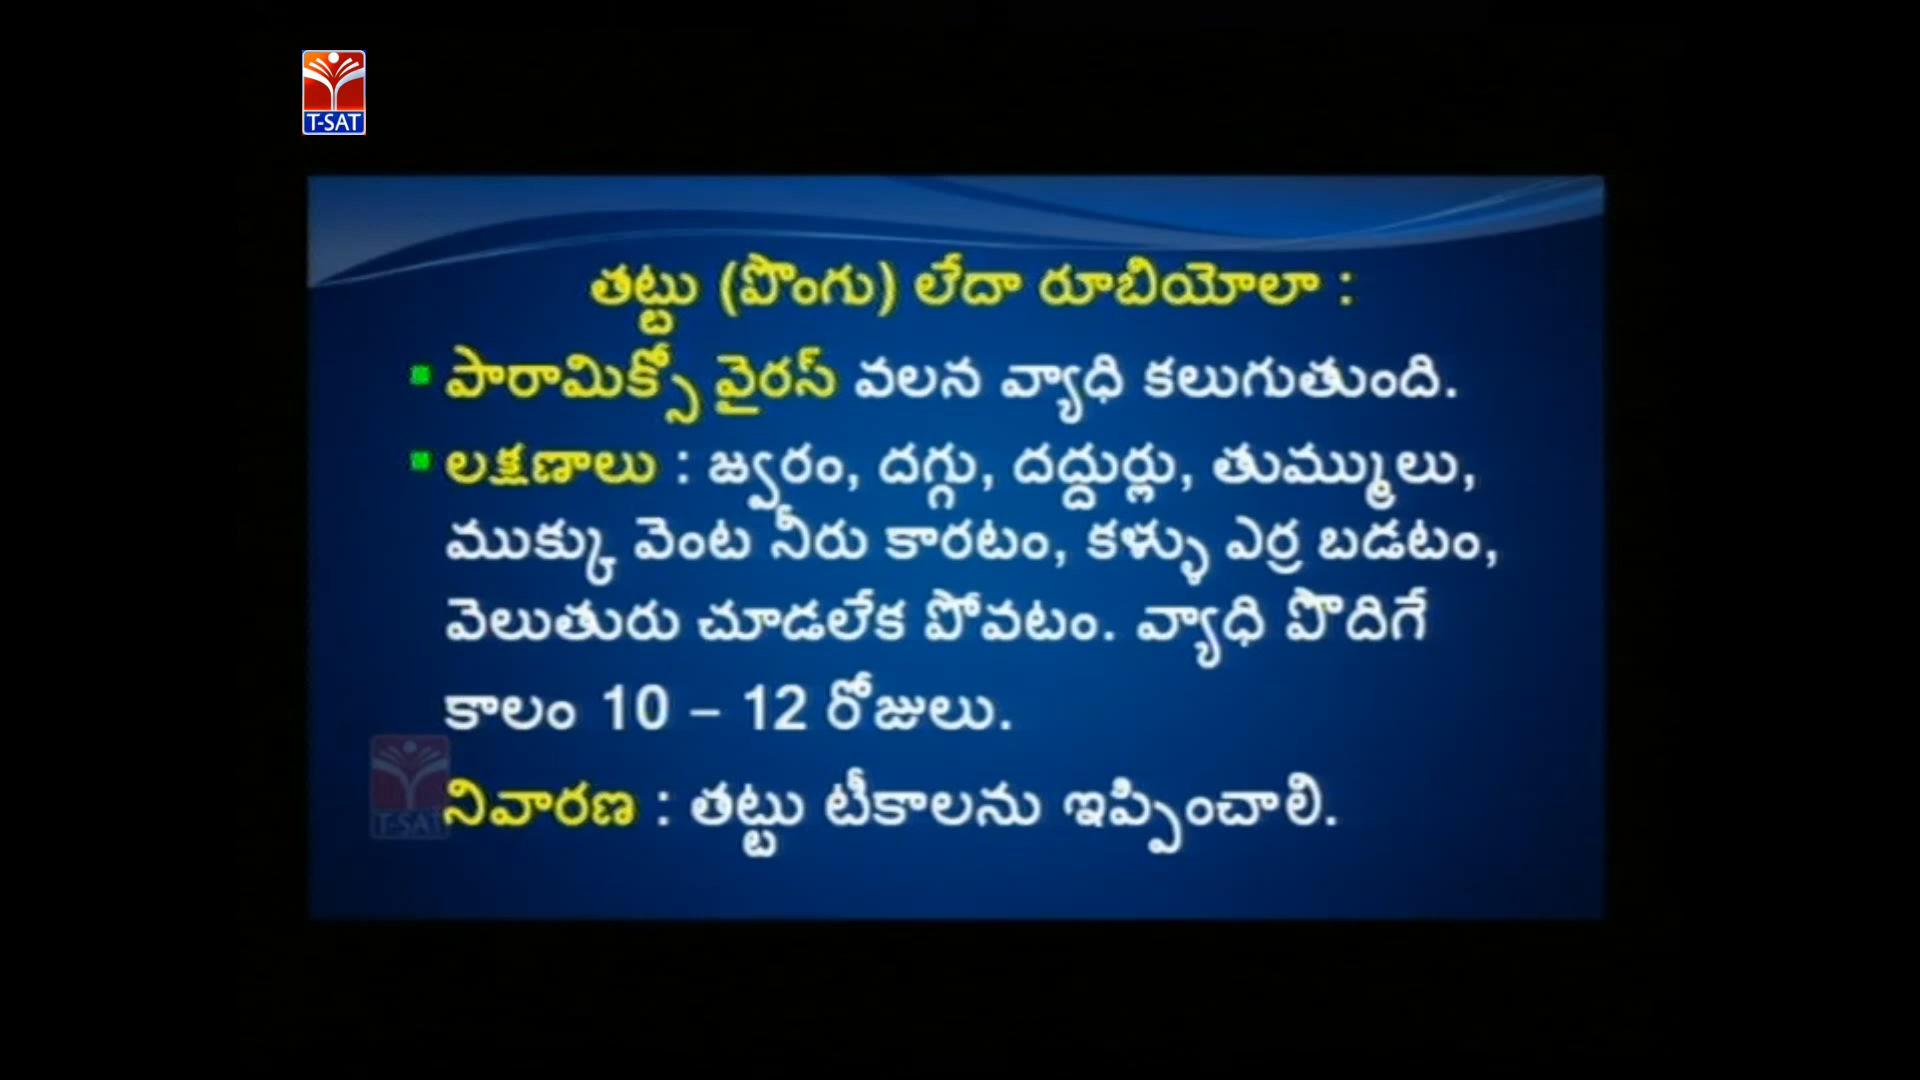 T-SAT
తట్టు (పొంగు) లేదా రూబియోలా :
పారామిక్సో వైరస్ వలన వ్యాధి కలుగుతుంది.
లక్షణాలు : జ్వరం, దగ్గు, దద్దుర్లు, తుమ్ములు,
ముక్కు వెంట నీరు కారటం, కళ్ళు ఎర్ర బడటం,
వెలుతురు చూడలేక పోవటం. వ్యాధి పొదిగే
కాలం 10 – 12 రోజులు.
నివారణ : తట్టు టీకాలను ఇప్పించాలి.
T-SAT